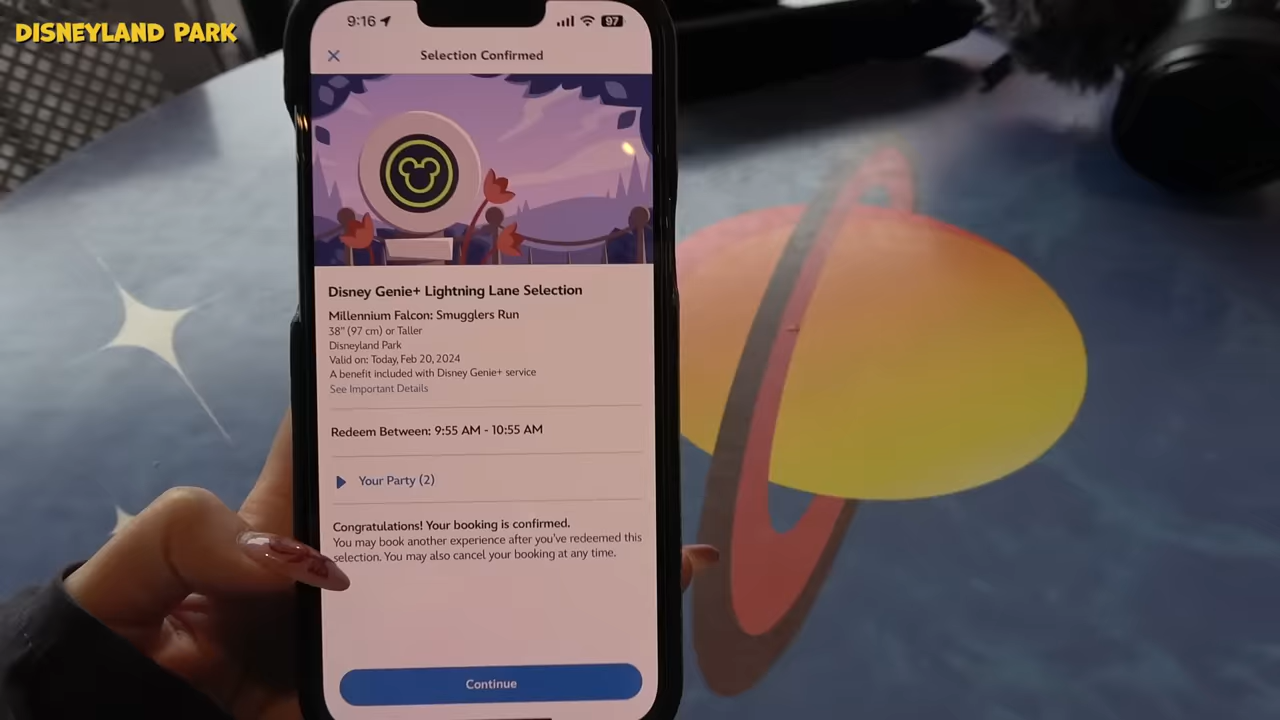 DISNEYLAND PARK
9:16
97
Selection Confirmed
Disney Genie+ Lightning Lane Selection
Millennium Falcon: Smugglers Run
38" (97 cm) or Taller
Disneyland Park
Valid on: Today, Feb 20, 2024
A benefit included with Disney Genie+ service
See Important Details
Redeem Between: 9:55 AM - 10:55 AM
Your Party (2)
Congratulations! Your booking is confirmed.
You may book another experience after you've redeemed this
selection. You may also cancel your booking at any time.
Continue